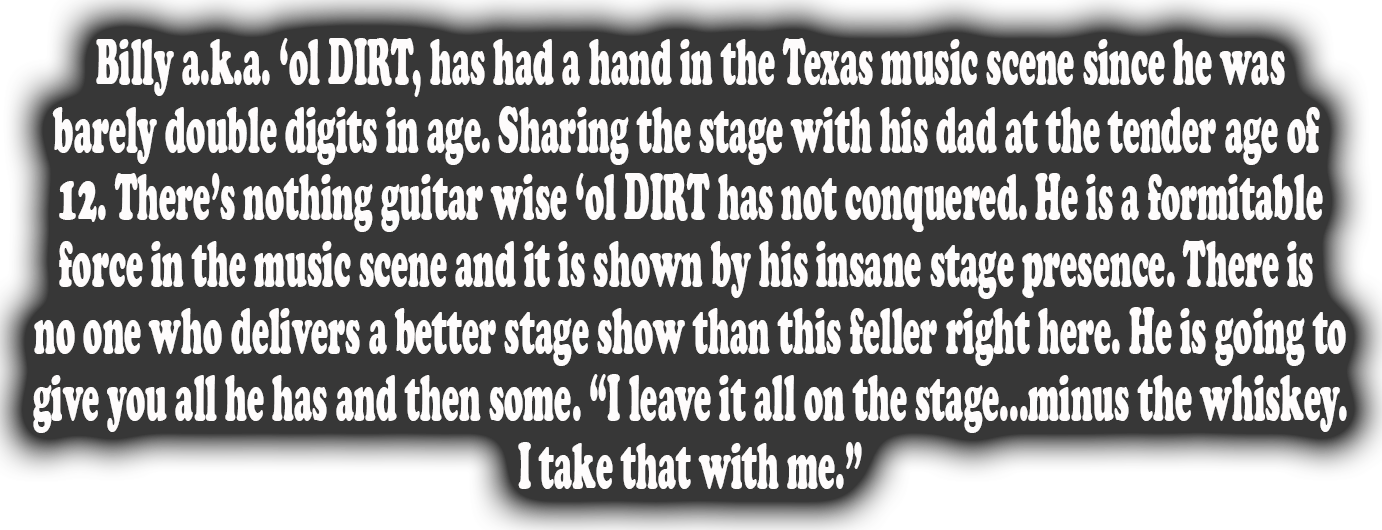 Billy a.k.a. ‘ol DIRT, has had a hand in the Texas music scene since he was
barely double digits in age. Sharing the stage with his dad at the tender age of
12. There’s nothing guitar wise ‘ol DIRT has not conquered. He is a formitable
force in the music scene and it is shown by his insane stage presence. There is
no one who delivers a better stage show than this feller right here. He is going to
give you all he has and then some. “I leave it all on the stage...minus the whiskey.
I take that with me.”